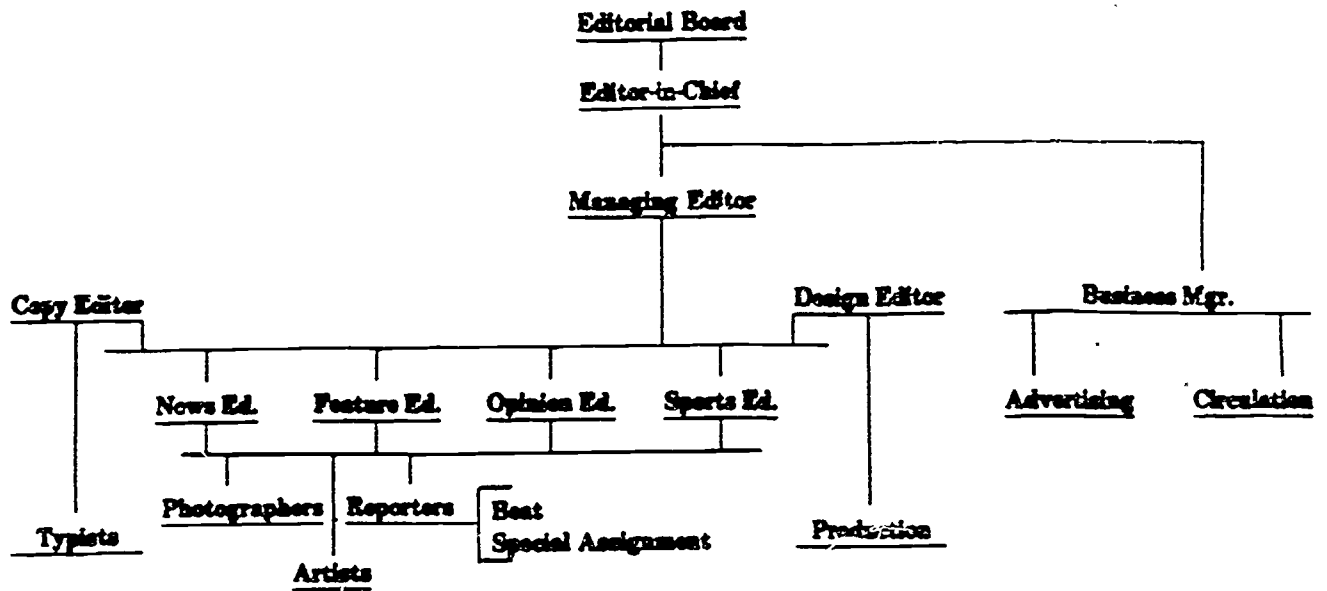 Editorial Board
Editor-in-Chief
Managing Editor
Copy Editor
Design Editor
Business Mgr.
News Ed.
Feature Ed.
Opinion Ed.
Sports Ed.
Advertising
Circulation
Photographers
Reporters
Beat
Special Assignment
Typists
Production
Artists